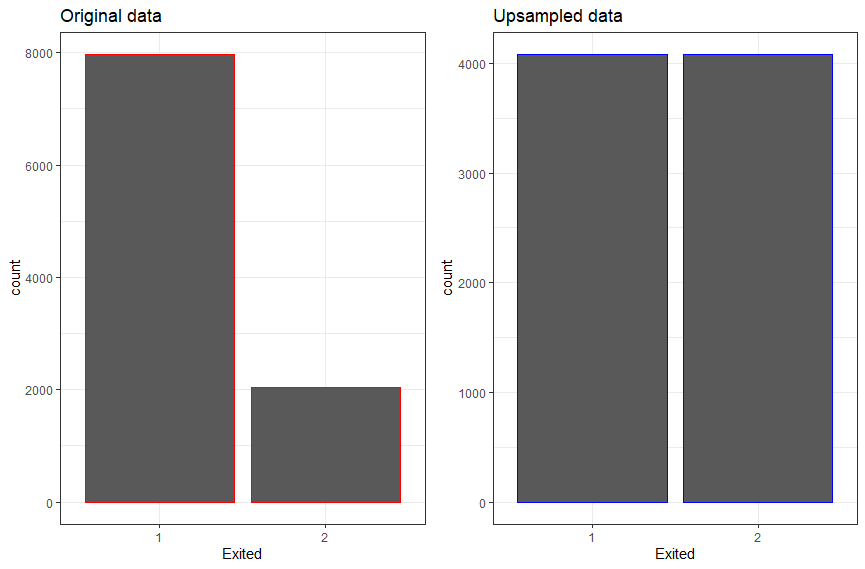 Original data
8000
6000
4000
2000
0
count
1 2
Exited
Upsampled data
4000
3000
2000
1000
0
count
1 2
Exited